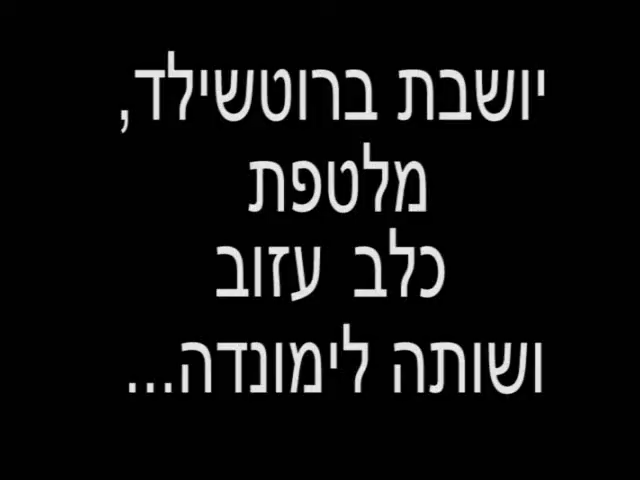 יושבת ברוטשילד,
מלטפת
כלב עזוב
ושותה לימונדה...